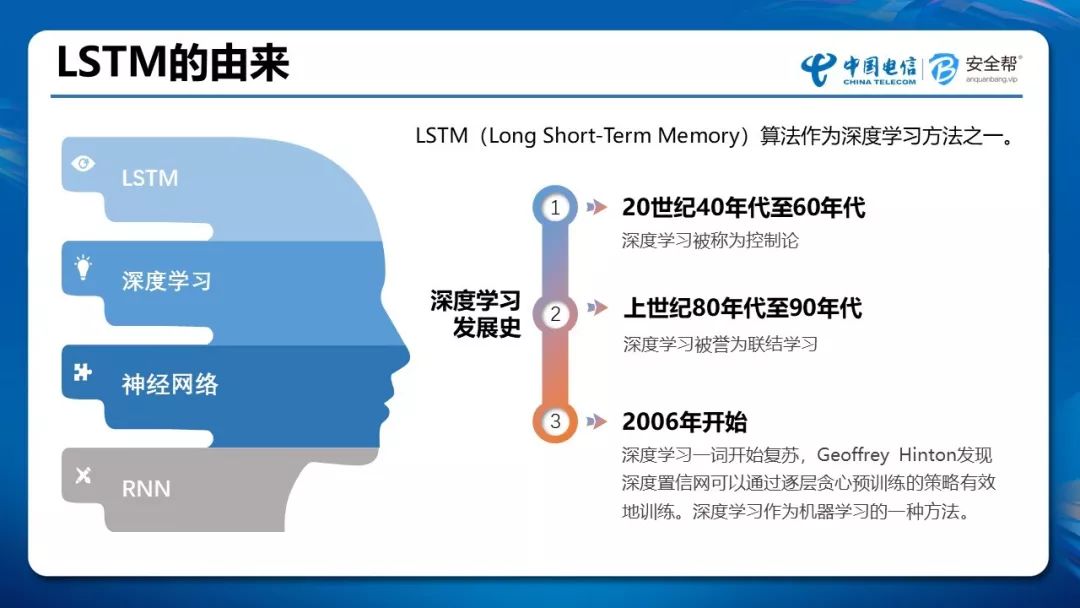 LSTM的由来
中国电信
CHINA TELECOM
安全帮®
anquanbang.vip
LSTM（Long Short-Term Memory）算法作为深度学习方法之一。
LSTM
深度学习
神经网络
RNN
深度学习
发展史
1
20世纪40年代至60年代
深度学习被称为控制论
2
上世纪80年代至90年代
深度学习被誉为联结学习
3
2006年开始
深度学习一词开始复苏，Geoffrey Hinton发现
深度置信网可以通过逐层贪心预训练的策略有效
地训练。深度学习作为机器学习的一种方法。